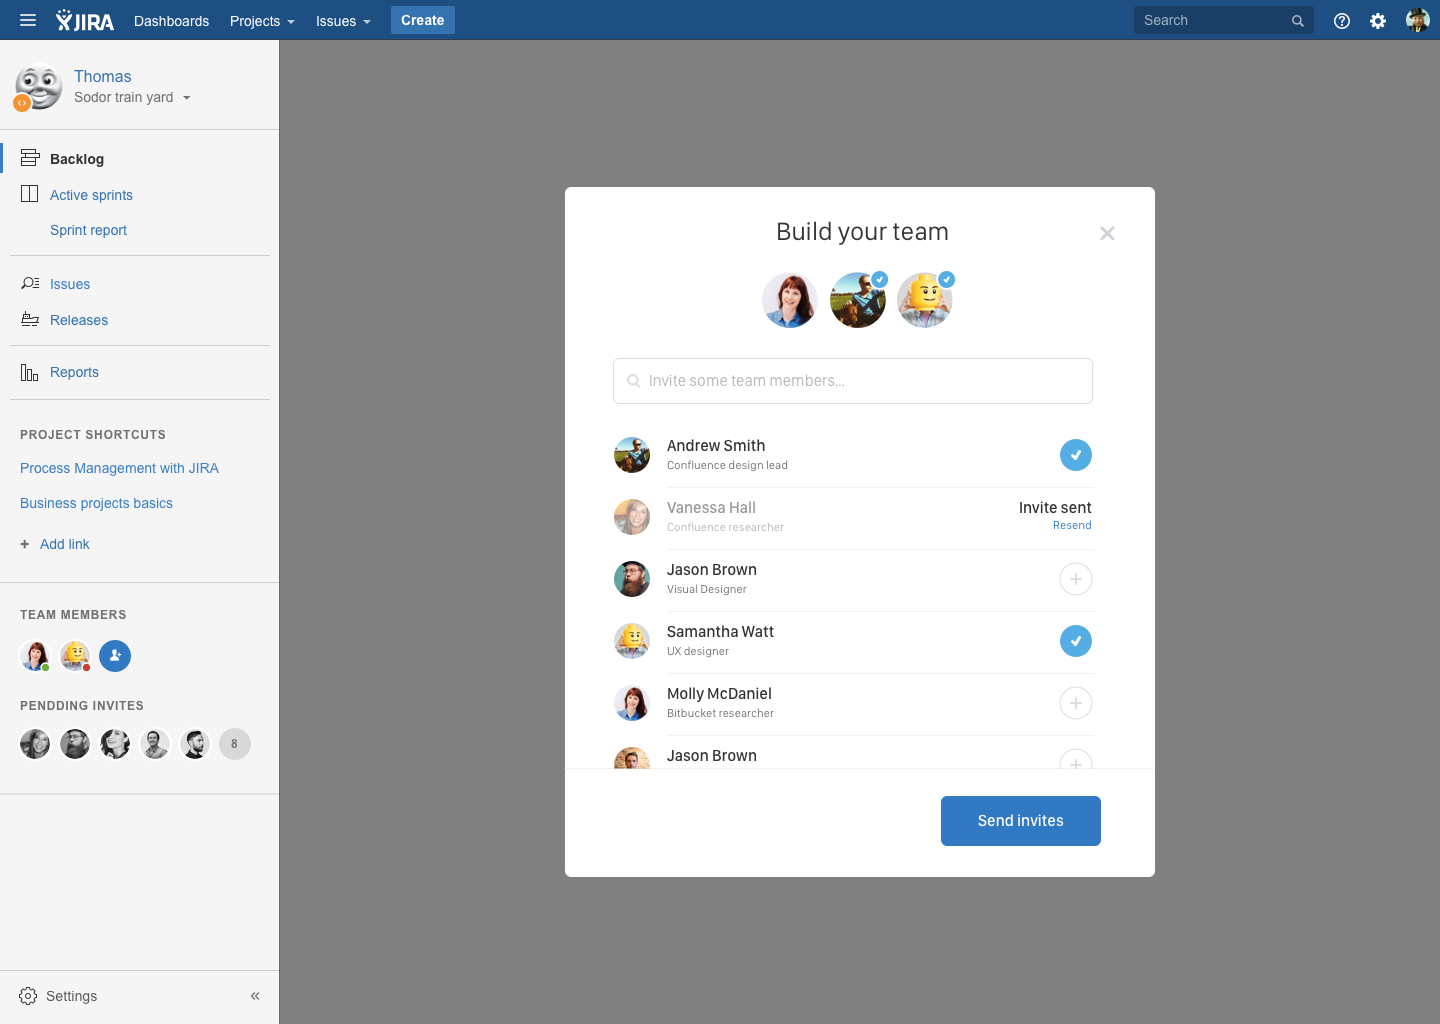 JIRA Dashboards Projects Issues Create Search
Thomas
Sodor train yard
Backlog
Active sprints
Sprint report
Issues
Releases
Reports
PROJECT SHORTCUTS
Process Management with JIRA
Business projects basics
+ Add link
TEAM MEMBERS
PENDDING INVITES
8
Settings «
Build your team
Invite some team members...
Andrew Smith
Confluence design lead
Vanessa Hall
Invite sent
Confluence researcher
Resend
Jason Brown
Visual Designer
Samantha Watt
UX designer
Molly McDaniel
Bitbucket researcher
Jason Brown
Send invites